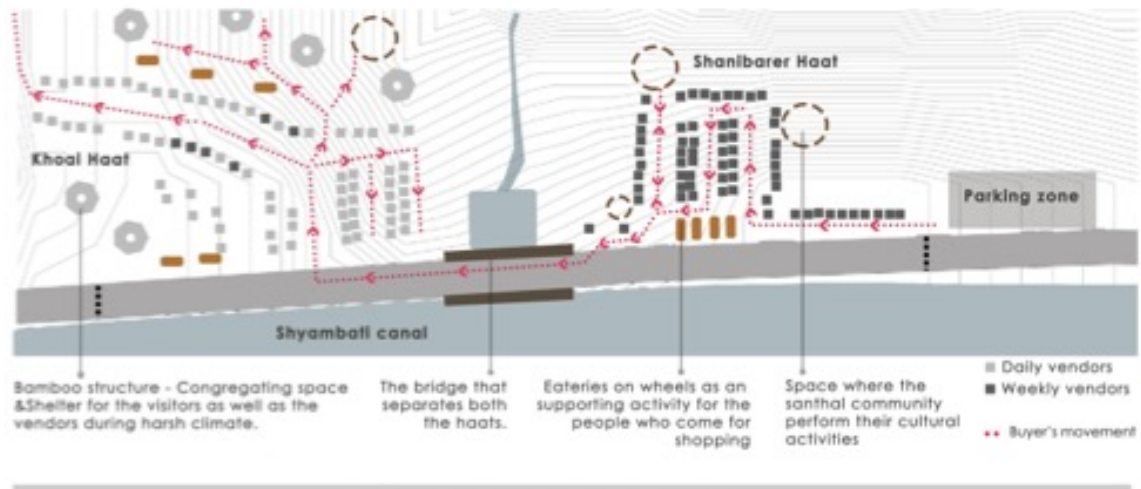 Shanibarer Haat
Khoai Haat
Parking zone
Shyambati canal
Bamboo structure - Congregating space
&Shelter for the visitors as well as the
vendors during harsh climate.
The bridge that
separates both
the haats.
Eateries on wheels as an
supporting activity for the
people who come for
shopping
Space where the
santhal community
perform their cultural
activities
Daily vendors
Weekly vendors
Buyer's movement